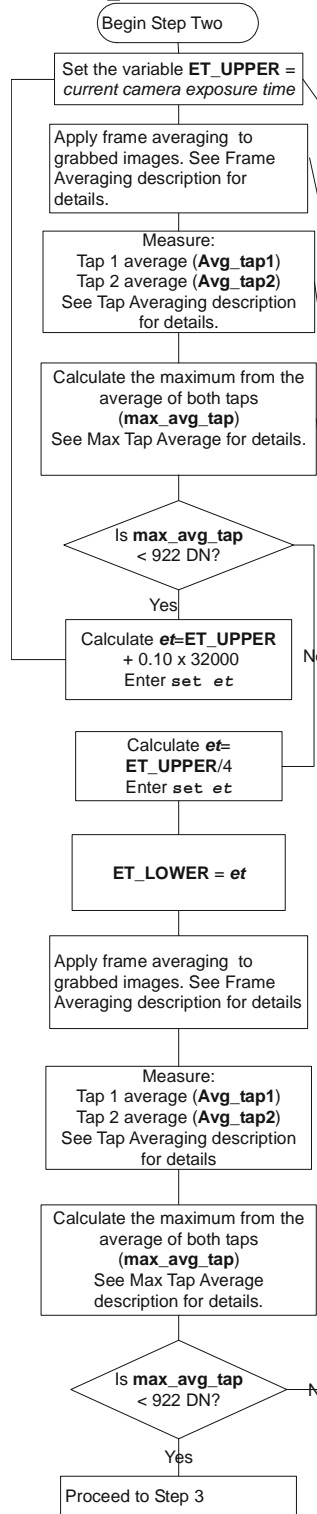 Begin Step Two
Set the variable ET_UPPER =
current camera exposure time
Apply frame averaging to
grabbed images. See Frame
Averaging description for
details.
Measure:
Tap 1 average (Avg_tap1)
Tap 2 average (Avg_tap2)
See Tap Averaging description
for details.
Calculate the maximum from the
average of both taps
(max_avg_tap)
See Max Tap Average for details.
Is max_avg_tap
< 922 DN?
Yes
Calculate et=ET_UPPER
+ 0.10 x 32000
Enter set et
Calculate et=
ET_UPPER/4
Enter set et
ET_LOWER = et
Apply frame averaging to
grabbed images. See Frame
Averaging description for details
Measure:
Tap 1 average (Avg_tap1)
Tap 2 average (Avg_tap2)
See Tap Averaging description
for details
Calculate the maximum from the
average of both taps
(max_avg_tap)
See Max Tap Average
description for details.
Is max_avg_tap
< 922 DN?
Yes
Proceed to Step 3